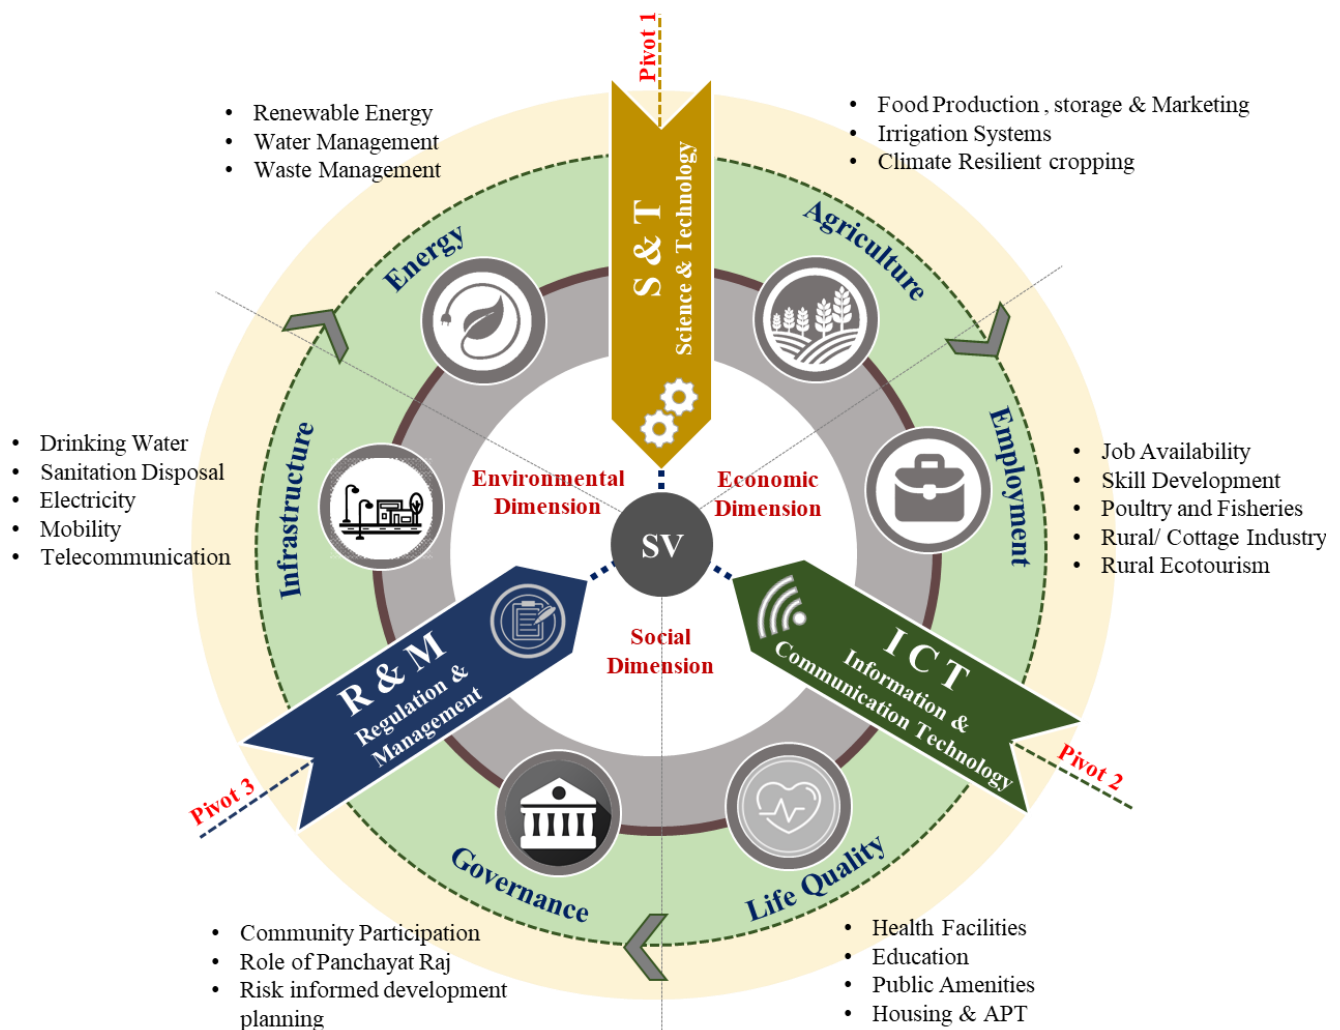 Pivot 1
• Renewable Energy
• Water Management
• Waste Management
• Food Production , storage & Marketing
• Irrigation Systems
• Climate Resilient cropping
S & T
Science & Technology
Energy
Agriculture
Infrastructure
Employment
• Drinking Water
• Sanitation Disposal
• Electricity
• Mobility
• Telecommunication
• Job Availability
• Skill Development
• Poultry and Fisheries
• Rural/ Cottage Industry
• Rural Ecotourism
Environmental
Dimension
Economic
Dimension
SV
Social
Dimension
R & M
Regulation &
Management
Pivot 3
I C T
Information &
Communication Technology
Pivot 2
Governance
Life Quality
• Community Participation
• Role of Panchayat Raj
• Risk informed development
planning
• Health Facilities
• Education
• Public Amenities
• Housing & APT